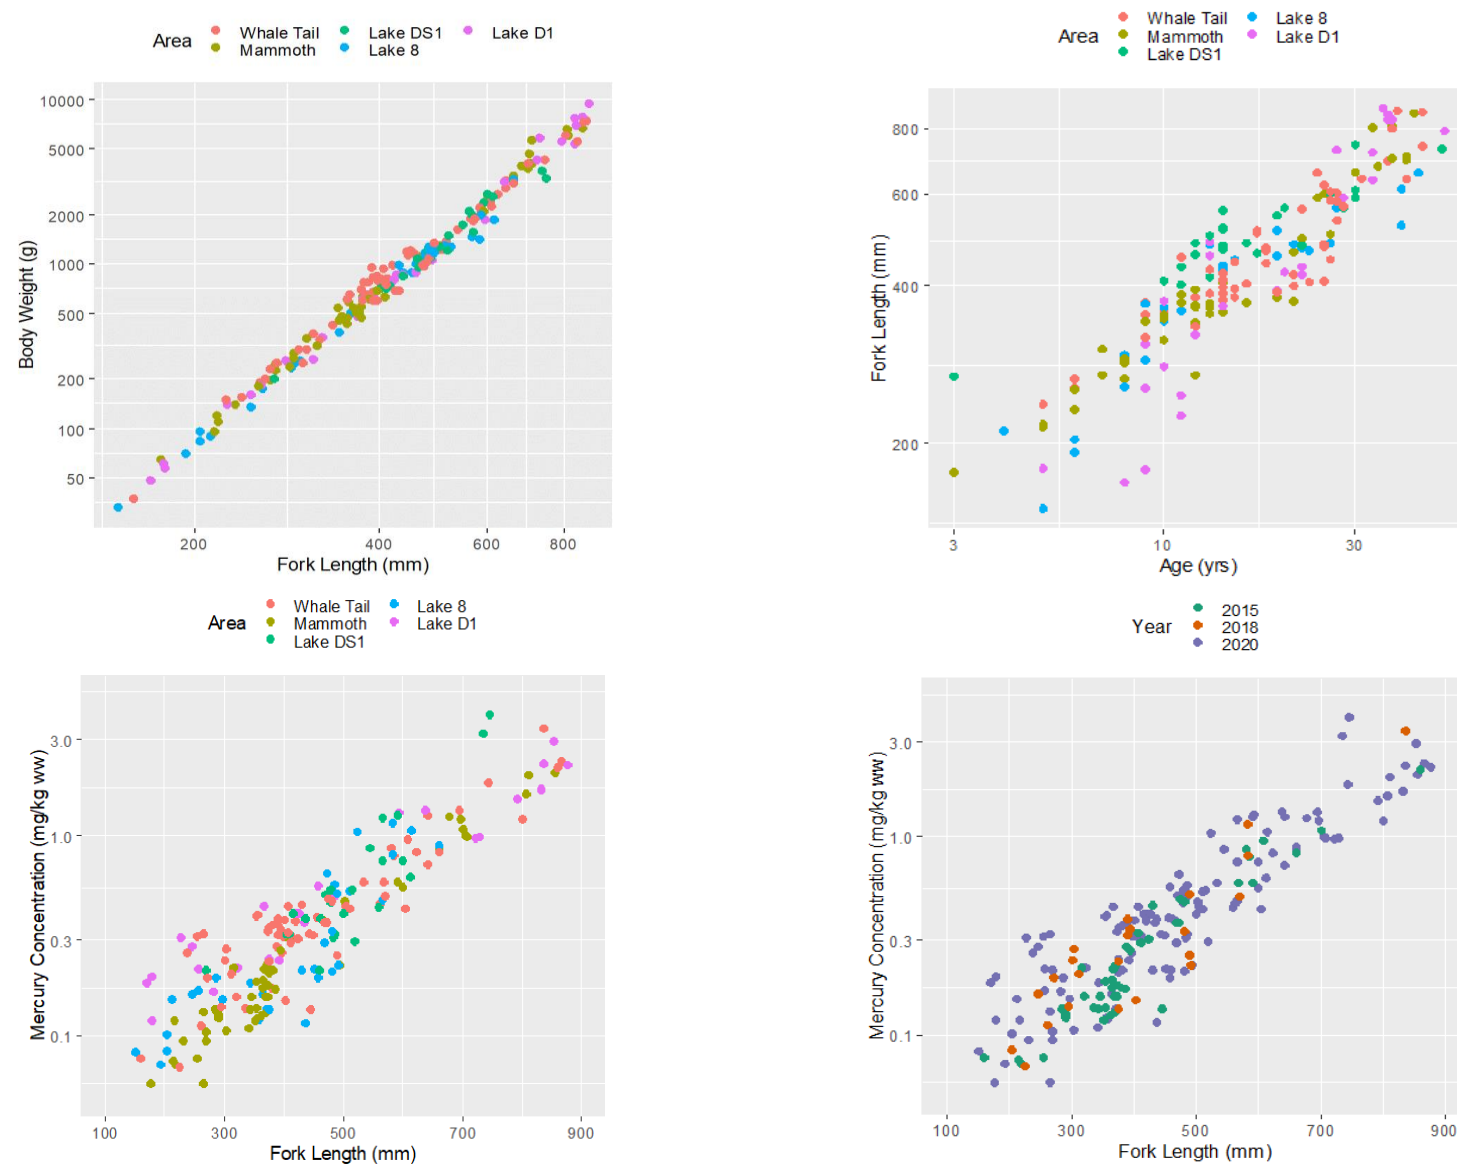 Area
Whale Tail
Lake DS1
Lake D1
Mammoth
Lake 8
10000
5000
2000
1000
500
200
100
50
Body Weight (g)
200
400
600
800
Fork Length (mm)
Area
Whale Tail
Lake 8
Mammoth
Lake D1
Lake DS1
800
600
400
200
Fork Length (mm)
3
10
30
Age (yrs)
Area
Whale Tail
Lake 8
Mammoth
Lake D1
Lake DS1
3.0
1.0
0.3
0.1
Mercury Concentration (mg/kg ww)
100
300
500
700
900
Fork Length (mm)
Year
2015
2018
2020
3.0
1.0
0.3
0.1
Mercury Concentration (mg/kg ww)
100
300
500
700
900
Fork Length (mm)